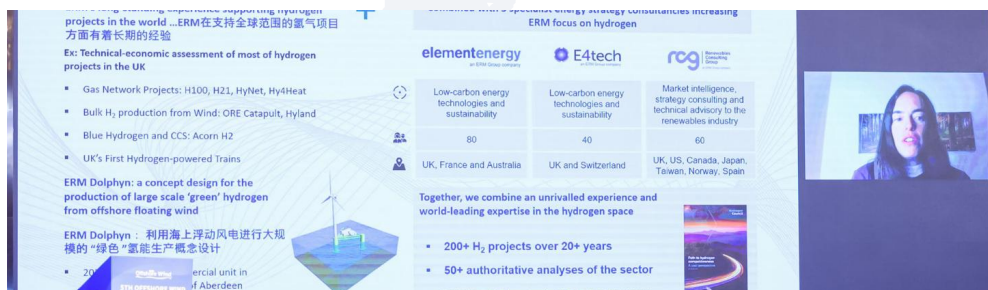 projects in the world ...ERM在支持全球范围的氢气项目
方面有着长期的经验
Ex: Technical-economic assessment of most of hydrogen
projects in the UK
▪ Gas Network Projects: H100, H21, HyNet, Hy4Heat
▪ Bulk H₂ production from Wind: ORE Catapult, Hyland
▪ Blue Hydrogen and CCS: Acorn H2
▪ UK's First Hydrogen-powered Trains
ERM Dolphyn: a concept design for the
production of large scale 'green' hydrogen
from offshore floating wind
ERM Dolphyn： 利用海上浮动风电进行大规
模的 “绿色 ”氢能生产概念设计
ercial unit in
of Aberdeen
ERM focus on hydrogen
elementenergy
an ERM Group company
E4tech
rcg
Renewables
Consulting
Group
Low-carbon energy
technologies and
sustainability
Low-carbon energy
technologies and
sustainability
Market intelligence,
strategy consulting and
technical advisory to the
renewables industry
80
40
60
UK, France and Australia
UK and Switzerland
UK, US, Canada, Japan,
Taiwan, Norway, Spain
Together, we combine an unrivalled experience and
world-leading expertise in the hydrogen space
▪ 200+ H₂ projects over 20+ years
▪ 50+ authoritative analyses of the sector